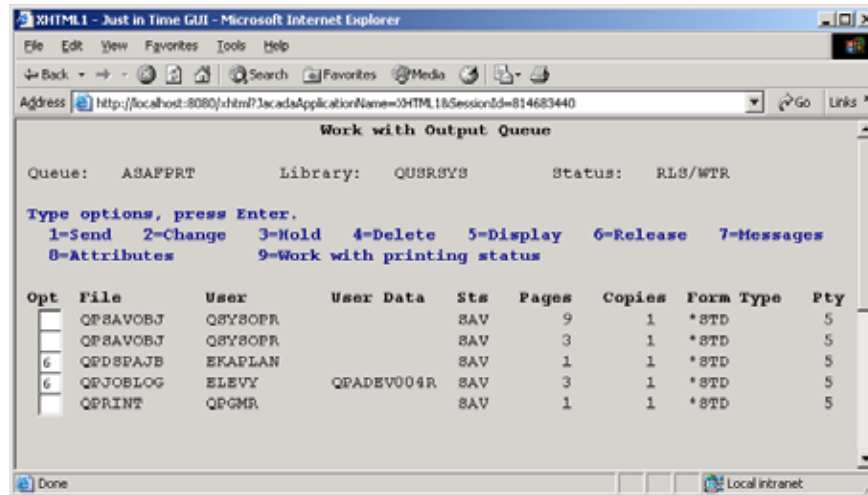 XHTML1 - Just in Time GUI - Microsoft Internet Explorer
File Edit View Favorites Tools Help
Back Search Favorites Media
Address http://localhost:8080/xhtml?JacadaApplicationName=XHTML1&SessionId=814683440 Go Links
Work with Output Queue
Queue: ASAFPRT Library: QUSRSYS Status: RLS/WTR
Type options, press Enter.
1=Send 2=Change 3=Hold 4=Delete 5=Display 6=Release 7=Messages
8=Attributes 9=Work with printing status
Opt File User User Data Sts Pages Copies Form Type Pty
QPSAVOBJ QSYSOPR SAV 9 1 *STD 5
QPSAVOBJ QSYSOPR SAV 3 1 *STD 5
6 QPDSPAJB EKAPLAN SAV 1 1 *STD 5
6 QPJOBLOG ELEVY QPADEV004R SAV 3 1 *STD 5
QPRINT QPGMR SAV 1 1 *STD 5
Done Local intranet